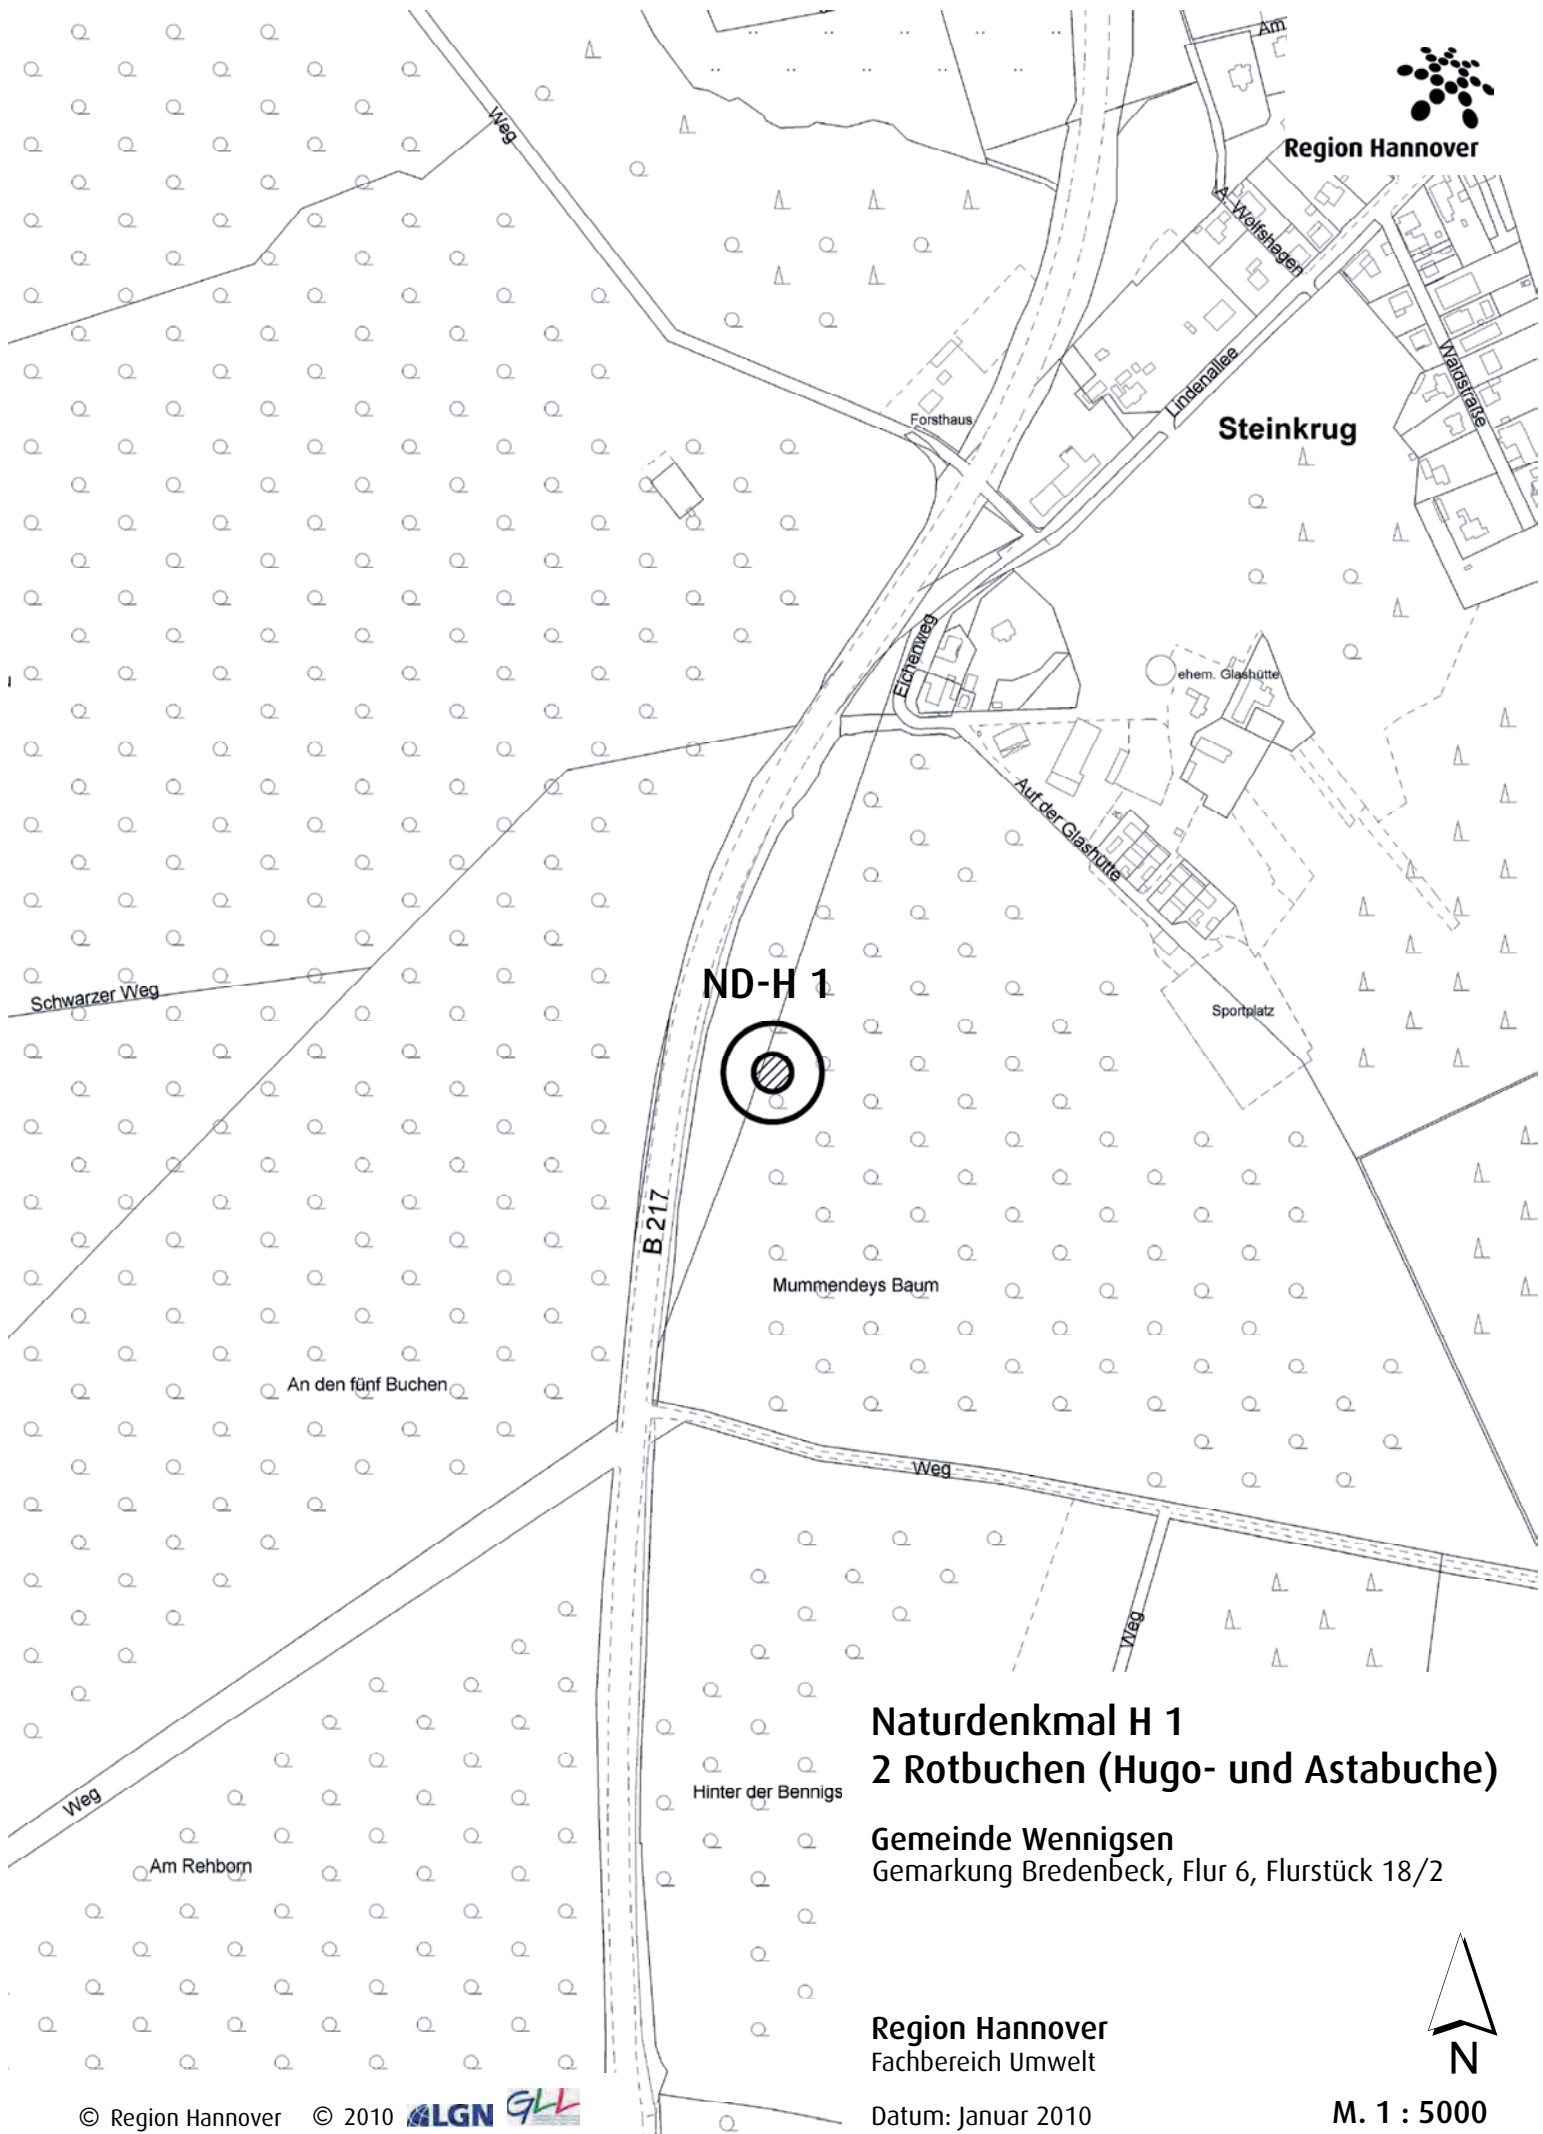 Am
Region Hannover
Weg
A. Wolfshagen
Lindenallee
Waldstraße
Forsthaus
Steinkrug
Eichenweg
ehem. Glashütte
Auf der Glashütte
ND-H 1
Schwarzer Weg
Sportplatz
B 217
Mummendeys Baum
An den fünf Buchen
Weg
Weg
Naturdenkmal H 1
2 Rotbuchen (Hugo- und Astabuche)
Hinter der Bennigs
Weg
Gemeinde Wennigsen
Gemarkung Bredenbeck, Flur 6, Flurstück 18/2
Am Rehborn
Region Hannover
Fachbereich Umwelt
N
© Region Hannover © 2010 LGN GLL
Datum: Januar 2010
M. 1 : 5000